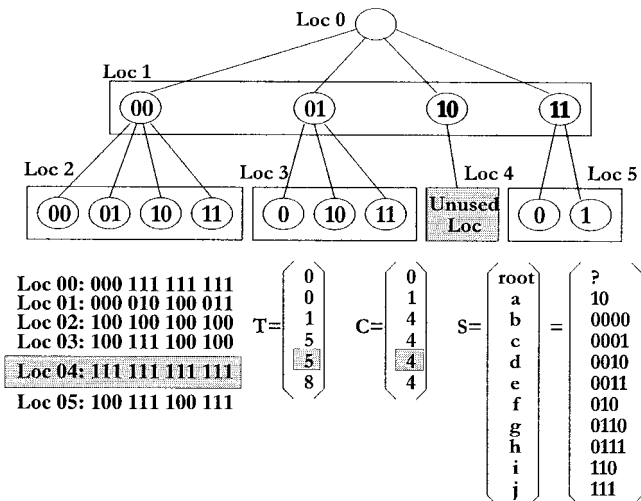 Loc 0
Loc 1
00 01 10 11
Loc 2 Loc 3 Loc 4 Loc 5
00 01 10 11 0 10 11 Unused Loc 0 1
Loc 00: 000 111 111 111
Loc 01: 000 010 100 011
Loc 02: 100 100 100 100
Loc 03: 100 111 100 100
Loc 04: 111 111 111 111
Loc 05: 100 111 100 111
T=
0
0
1
5
5
8
C=
0
1
4
4
4
4
S=
root
a
b
c
d
e
f
g
h
i
j
=
?
10
0000
0001
0010
0011
010
0110
0111
110
111